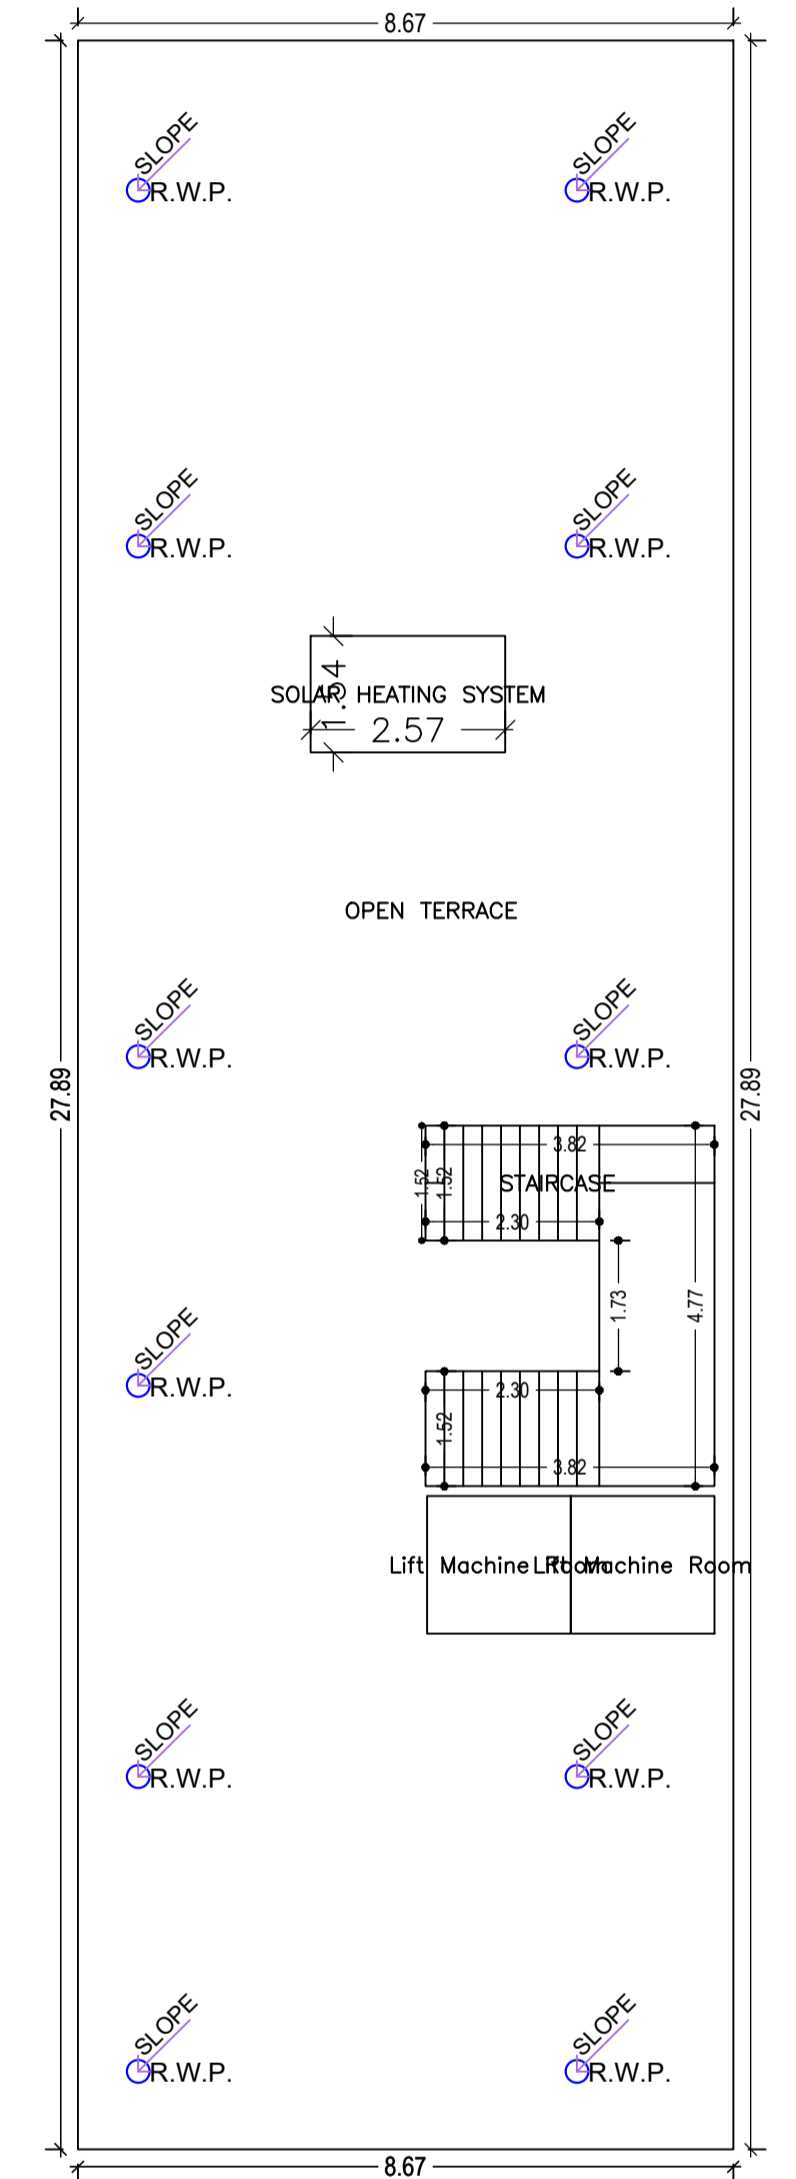 8.67
SLOPE
R.W.P.
SLOPE
R.W.P.
SLOPE
R.W.P.
SLOPE
R.W.P.
1.54
SOLAR HEATING SYSTEM
2.57
OPEN TERRACE
SLOPE
R.W.P.
SLOPE
R.W.P.
27.89
27.89
3.82
1.52
1.52
STAIRCASE
2.30
1.73
4.77
SLOPE
R.W.P.
2.30
1.52
3.82
Lift Machine Room
Lift Machine Room
SLOPE
R.W.P.
SLOPE
R.W.P.
SLOPE
R.W.P.
SLOPE
R.W.P.
8.67